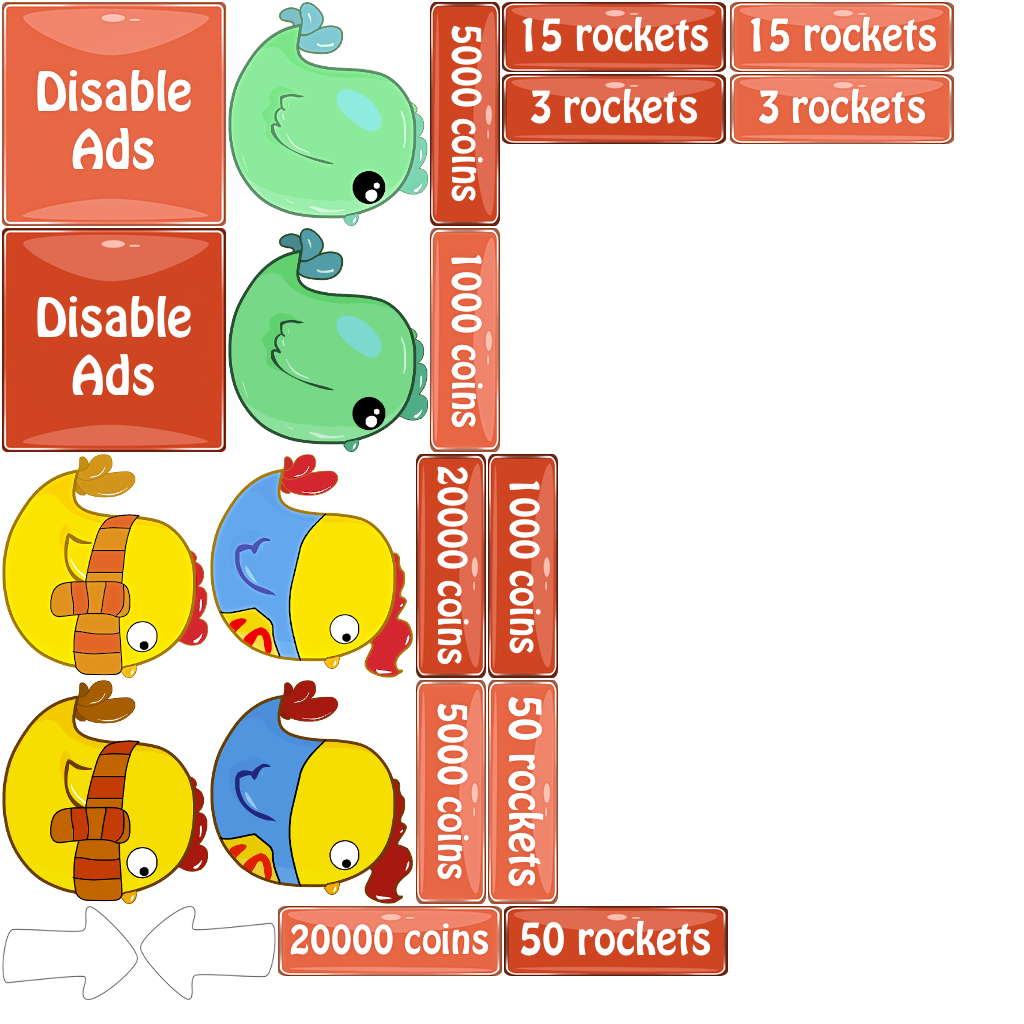 Disable
Ads
5000 coins
15 rockets
15 rockets
3 rockets
3 rockets
Disable
Ads
1000 coins
20000 coins
1000 coins
5000 coins
50 rockets
20000 coins
50 rockets